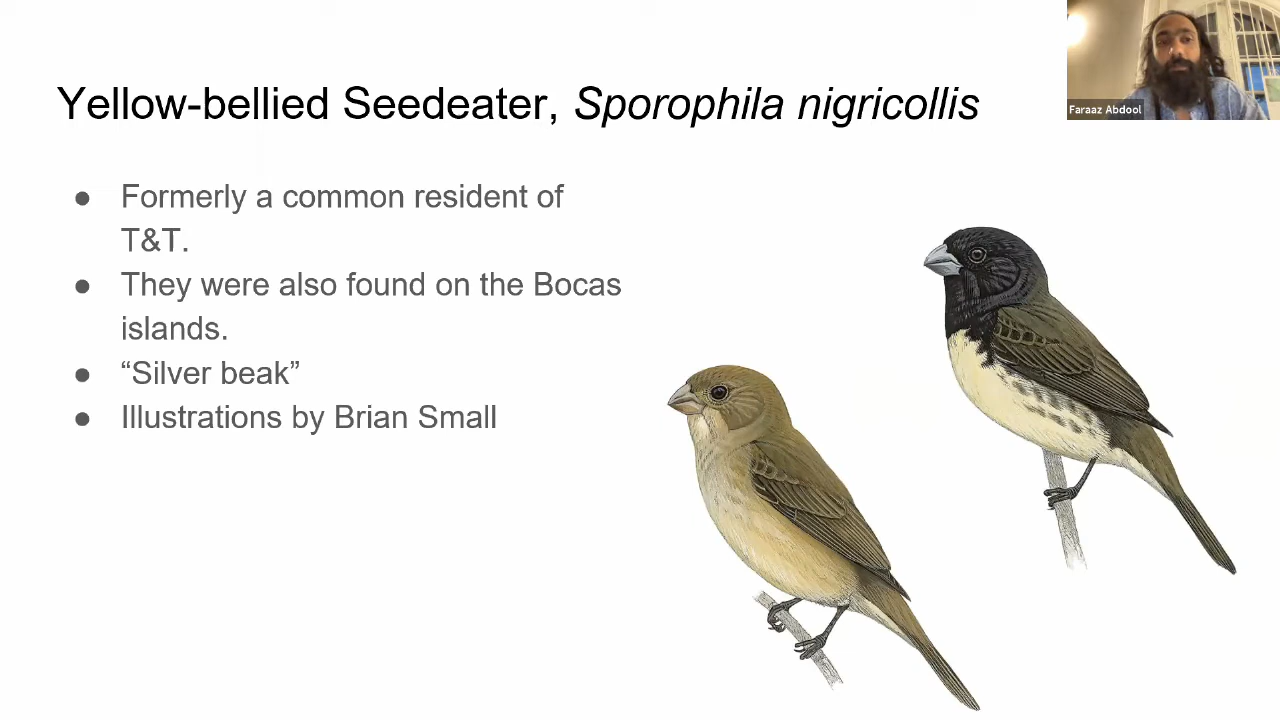 Yellow-bellied Seedeater, Sporophila nigricollis
Faraaz Abdool
● Formerly a common resident of
T&T.
● They were also found on the Bocas
islands.
● “Silver beak”
● Illustrations by Brian Small